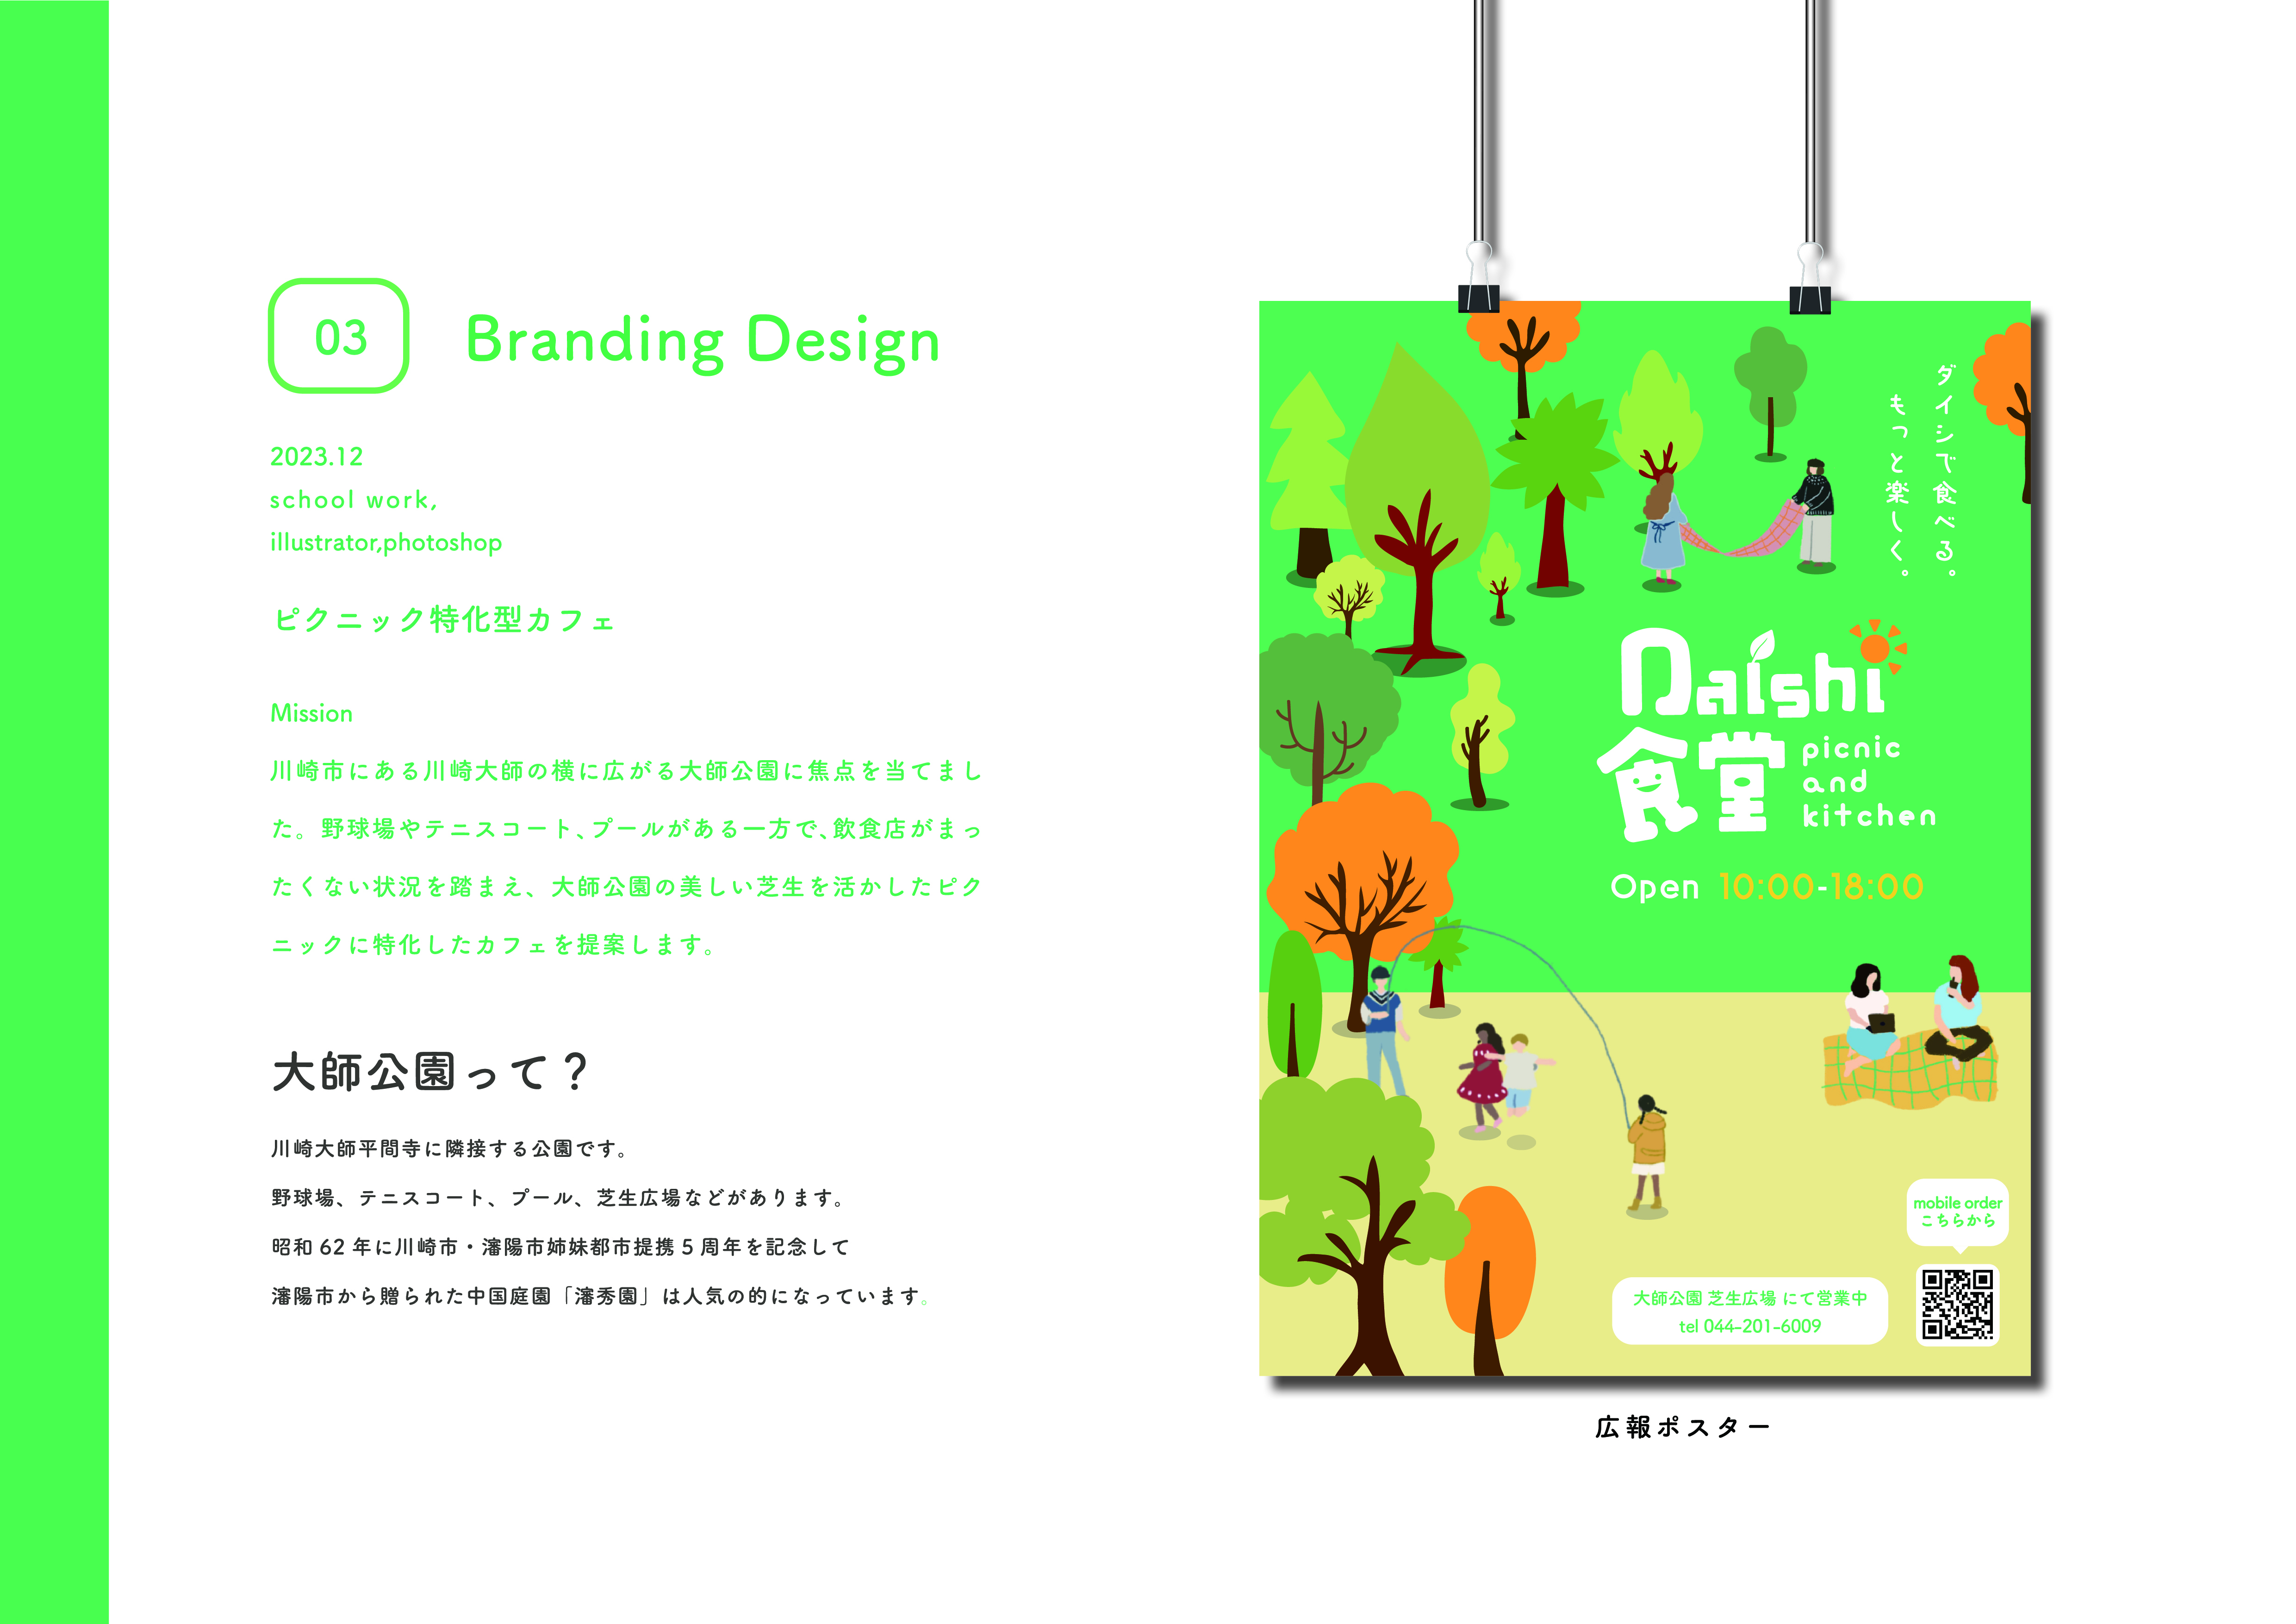 03
Branding Design
2023.12
school work,
illustrator,photoshop
ピクニック特化型カフェ
Mission
川崎市にある川崎大師の横に広がる大師公園に焦点を当てまし
た。野球場やテニスコート、プールがある一方で、飲食店がまっ
たくない状況を踏まえ、大師公園の美しい芝生を活かしたピク
ニックに特化したカフェを提案します。
大師公園って？
川崎大師平間寺に隣接する公園です。
野球場、テニスコート、プール、芝生広場などがあります。
昭和 62 年に川崎市・瀋陽市姉妹都市提携 5 周年を記念して
瀋陽市から贈られた中国庭園「瀋秀園」は人気の的になっています。
ダイシで食べる。
もっと楽しく。
Daishi
食堂
picnic
and
kitchen
Open 10:00-18:00
mobile order
こちらから
大師公園 芝生広場 にて営業中
tel 044-201-6009
広報ポスター